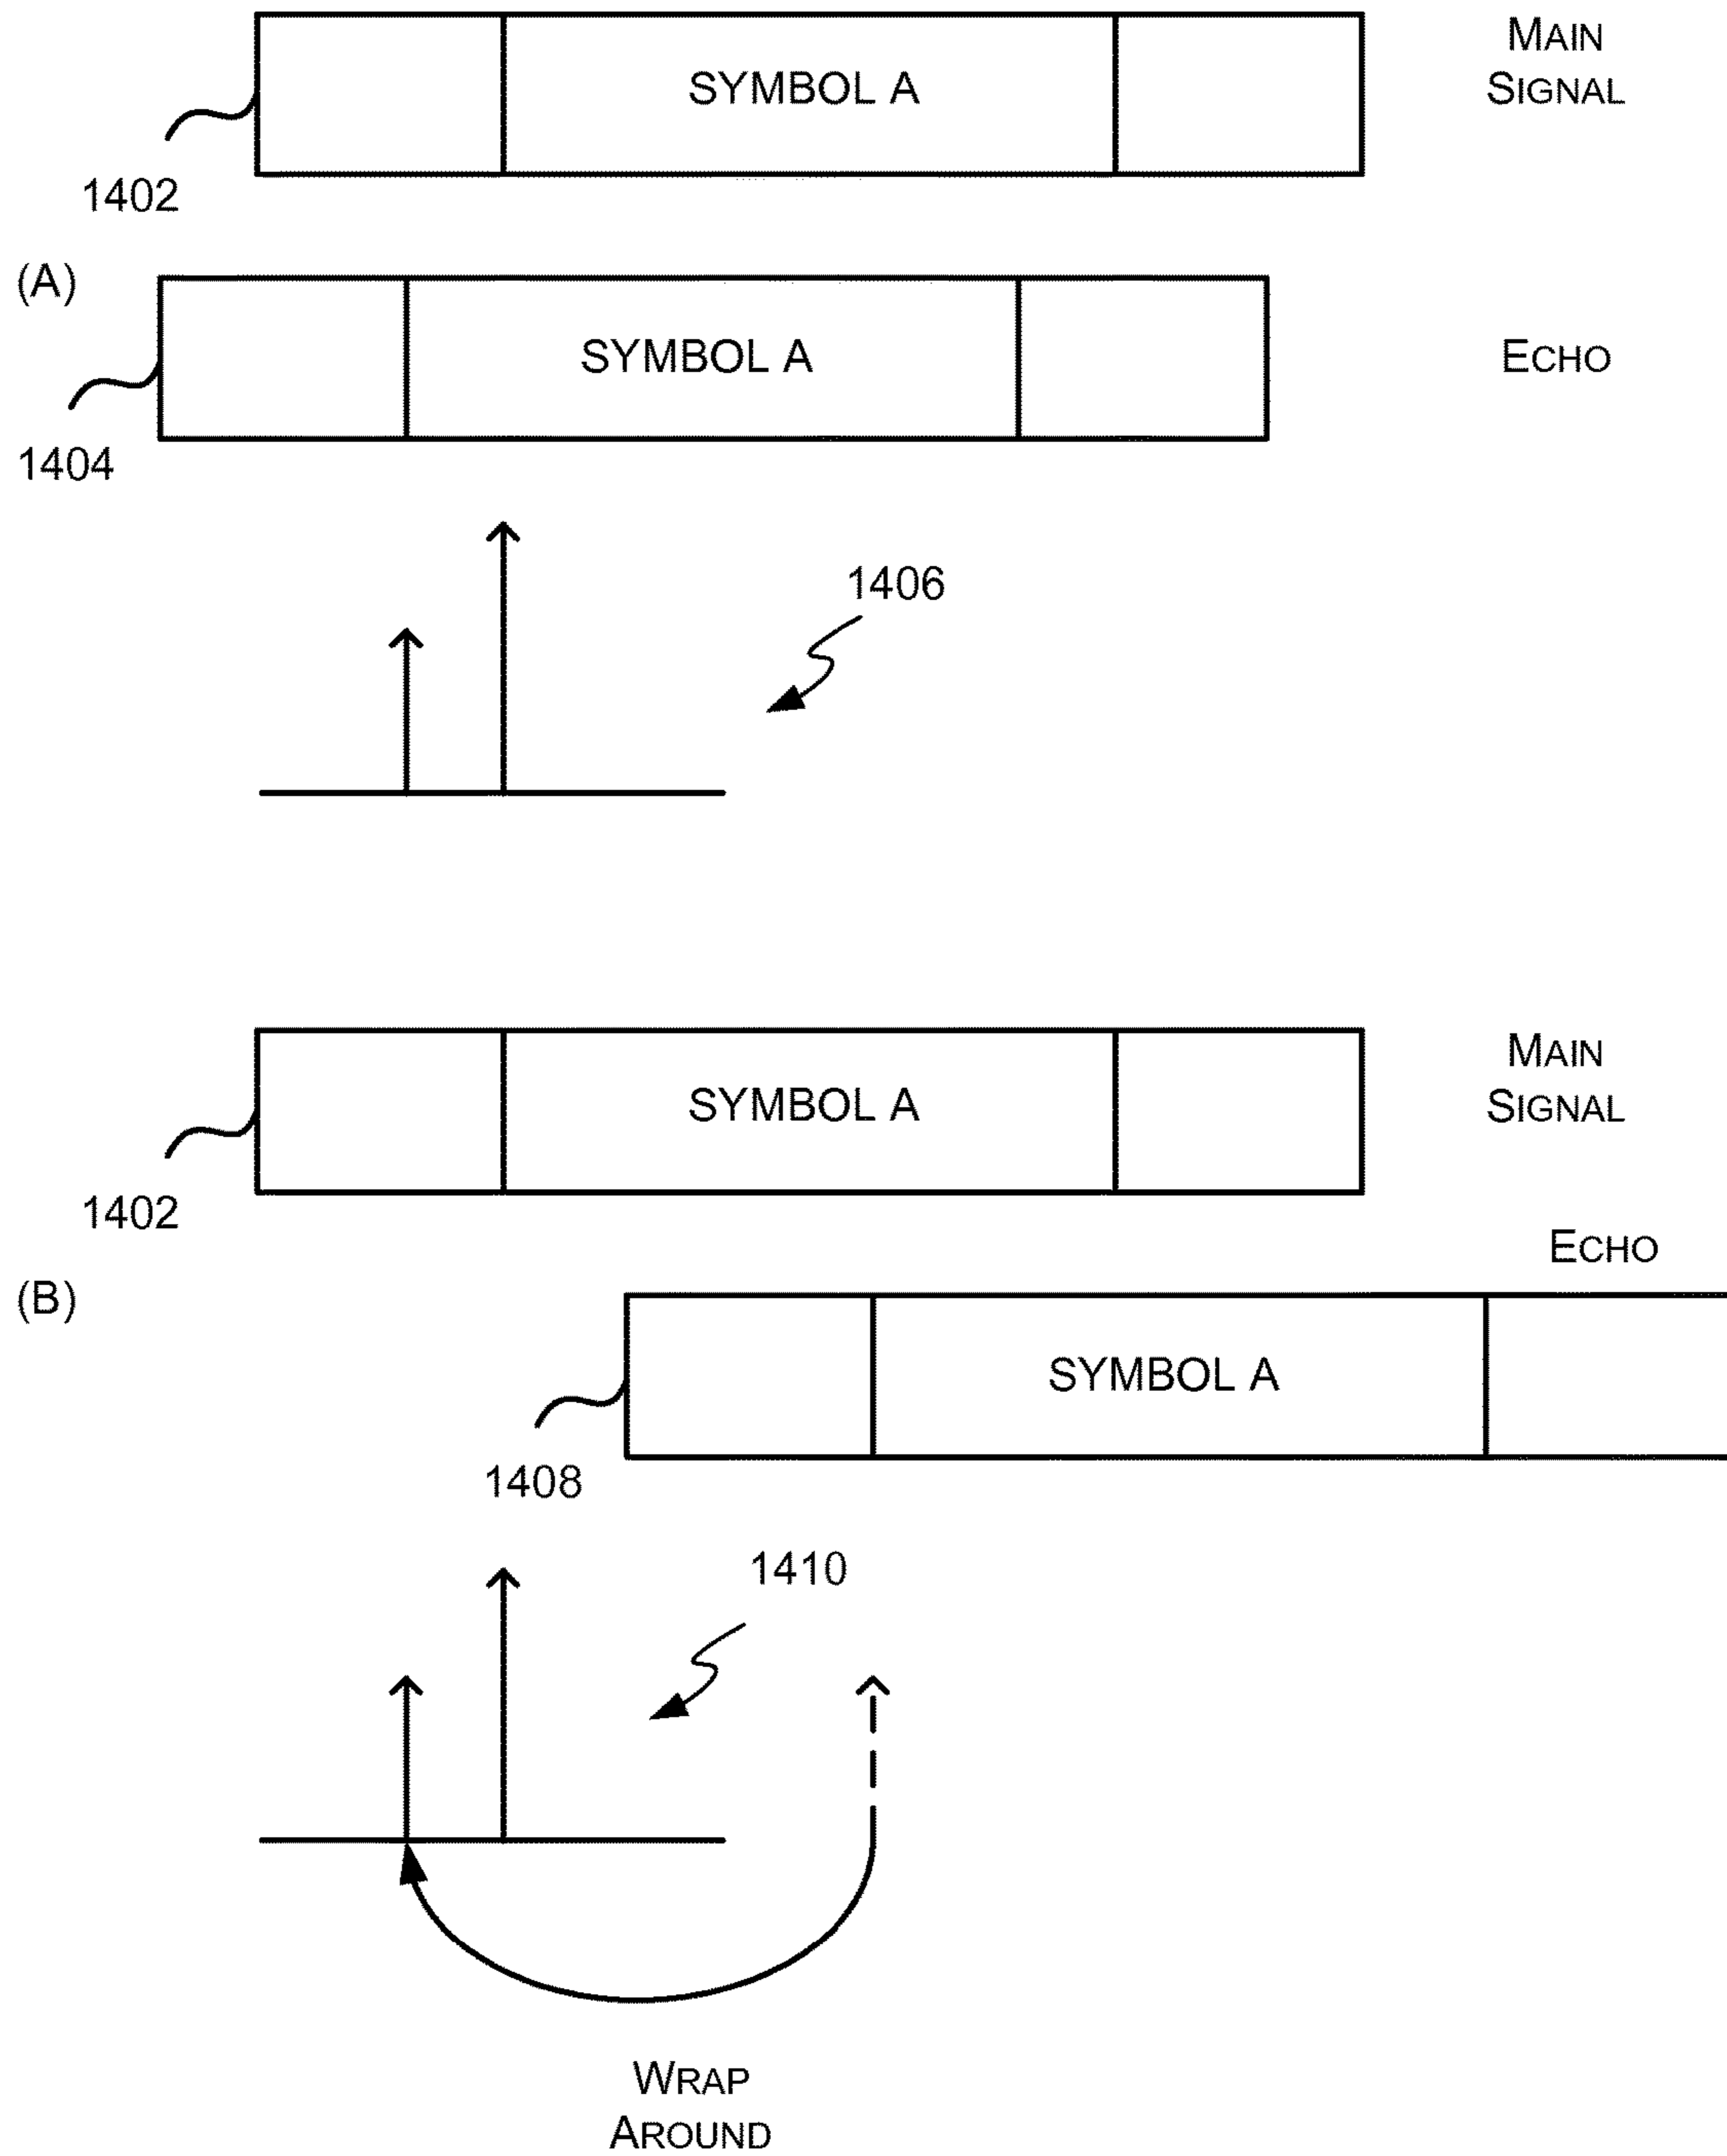 MAIN
SIGNAL
SYMBOL A
1402
(A)
SYMBOL A
ECHO
1404
1406
MAIN
SIGNAL
SYMBOL A
1402
ECHO
(B)
SYMBOL A
1408
1410
WRAP
AROUND